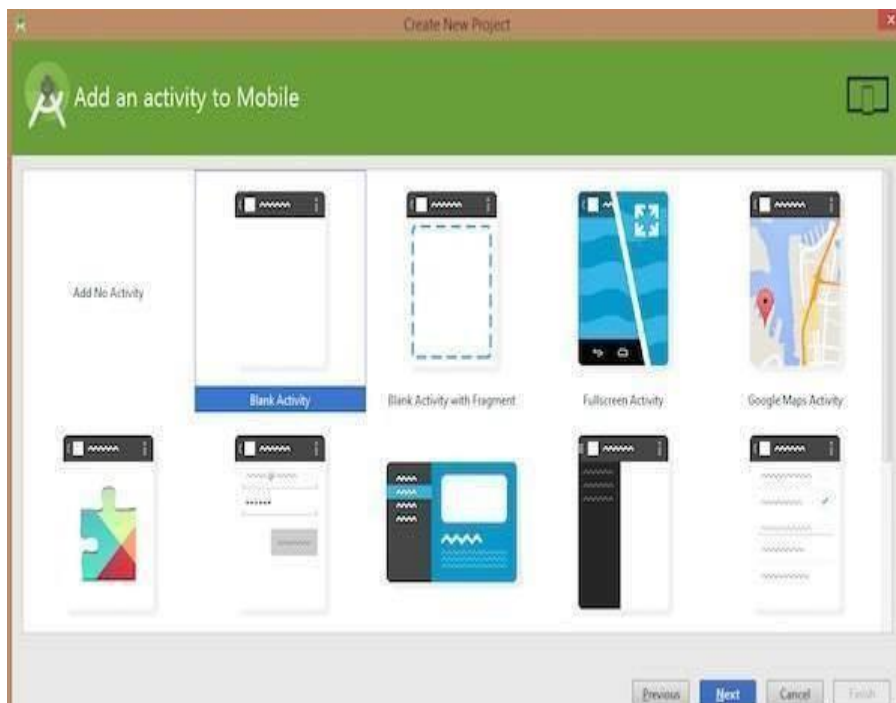 Create New Project
Add an activity to Mobile
Add No Activity
Blank Activity
Blank Activity with Fragment
Fullscreen Activity
Google Maps Activity
Previous
Next
Cancel
Finish